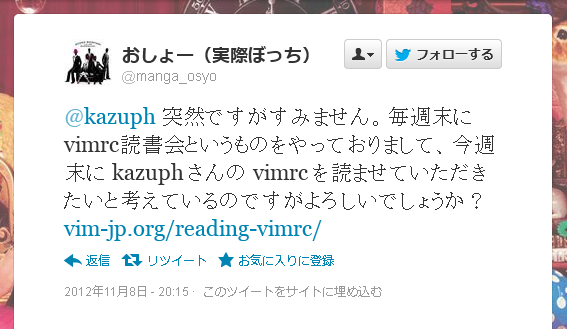 おしょー（実際ぼっち）
@manga_osyo
フォローする
@kazuph 突然ですがすみません。毎週末に
vimrc読書会というものをやっておりまして、今週
末に kazuphさんの vimrcを読ませていただき
たいと考えているのですがよろしいでしょうか？
vim-jp.org/reading-vimrc/
返信 リツイート お気に入りに登録
2012年11月8日 - 20:15 · このツイートをサイトに埋め込む